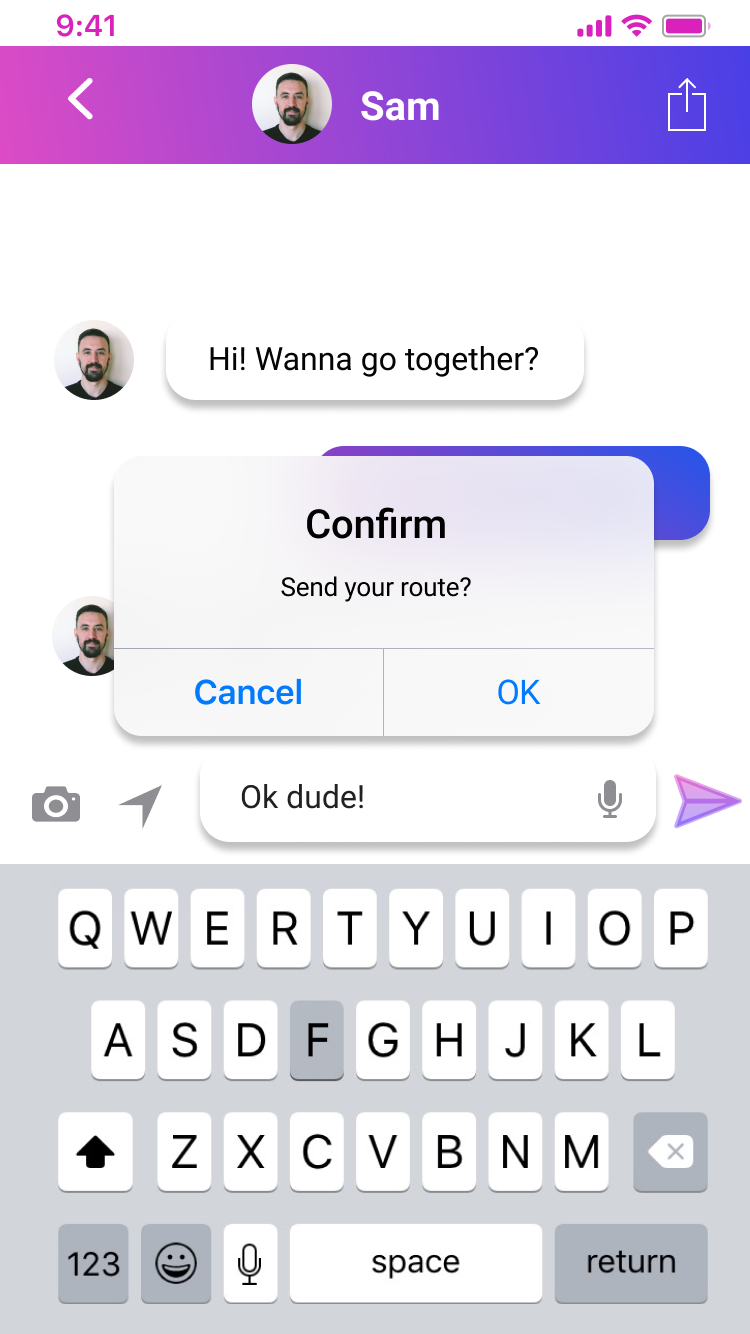 9:41
Sam
Hi! Wanna go together?
Confirm
Send your route?
Cancel OK
Ok dude!
Q W E R T Y U I O P
A S D F G H J K L
Z X C V B N M
123 space return